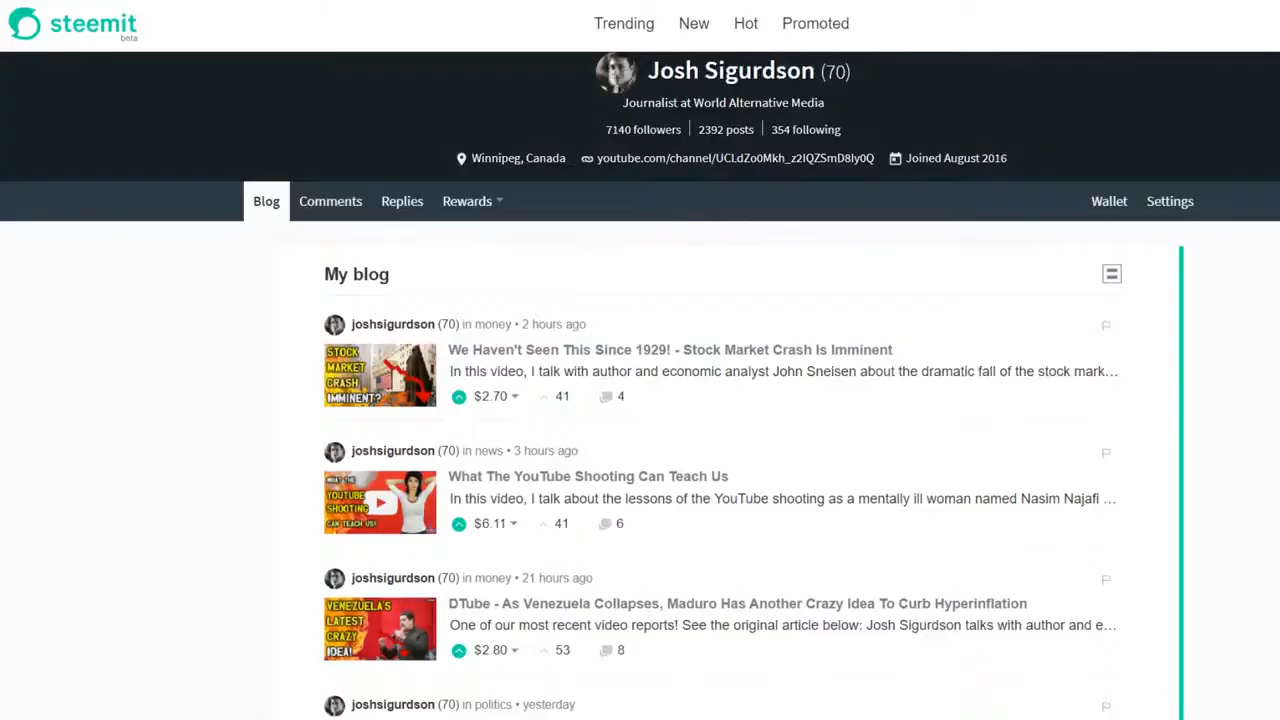 steemit
beta
Trending New Hot Promoted
Josh Sigurdson (70)
Journalist at World Alternative Media
7140 followers 2392 posts 354 following
Winnipeg, Canada youtube.com/channel/UCLdZo0Mkh_z2IQZSmD8Iy0Q Joined August 2016
Blog Comments Replies Rewards Wallet Settings
My blog
joshsigurdson (70) in money • 2 hours ago
STOCK
MARKET
CRASH
IMMINENT?
We Haven't Seen This Since 1929! - Stock Market Crash Is Imminent
In this video, I talk with author and economic analyst John Sneisen about the dramatic fall of the stock mark...
$2.70 41 4
joshsigurdson (70) in news • 3 hours ago
WHAT THE
YOUTUBE
SHOOTING
CAN TEACH US!
What The YouTube Shooting Can Teach Us
In this video, I talk about the lessons of the YouTube shooting as a mentally ill woman named Nasim Najafi ...
$6.11 41 6
joshsigurdson (70) in money • 21 hours ago
VENEZUELA'S
LATEST
CRAZY
IDEA!
DTube - As Venezuela Collapses, Maduro Has Another Crazy Idea To Curb Hyperinflation
One of our most recent video reports! See the original article below: Josh Sigurdson talks with author and e...
$2.80 53 8
joshsigurdson (70) in politics • yesterday